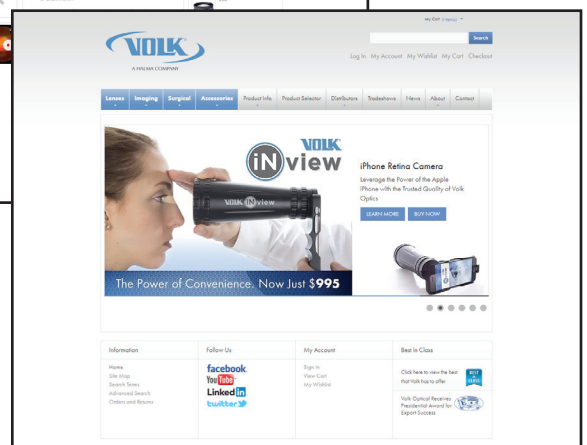 My Cart
Search
Log In My Account My Wishlist My Cart Checkout
VOLK
A HALMA COMPANY
Lenses Imaging Surgical Accessories Product Info Product Selector Distributors Tradeshows News About Contact
VOLK
iNview
iPhone Retina Camera
Leverage the Power of the Apple
iPhone with the Trusted Quality of Volk
Optics
LEARN MORE BUY NOW
VOLK iNview
The Power of Convenience. Now Just $995
Information Follow Us My Account Best In Class
Home
Site Map
Search Terms
Advanced Search
Orders and Returns
facebook
YouTube
Linked in
twitter
Sign In
View Cart
My Wishlist
Click here to view the best
that Volk has to offer
BEST
IN
CLASS
Volk Optical Receives
Presidential Award for
Export Success